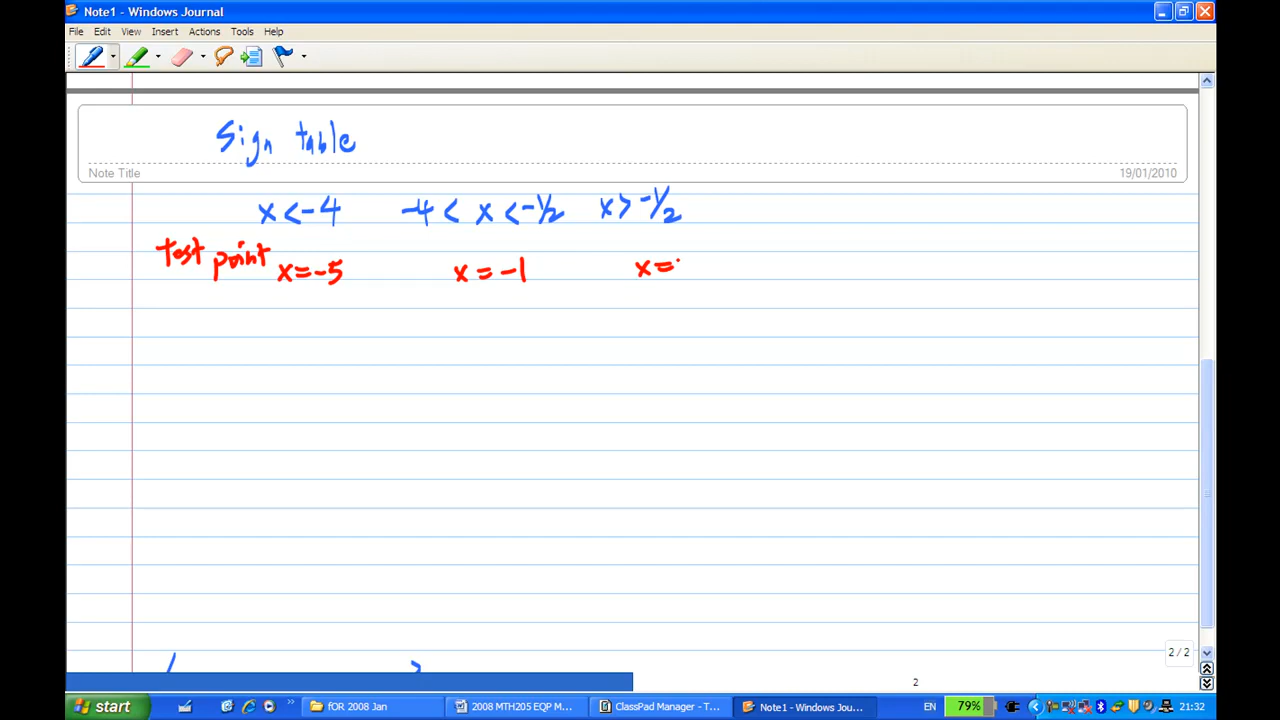 Note1 - Windows Journal
File Edit View Insert Actions Tools Help
Sign table
Note Title
19/01/2010
x < -4 -4 < x < -1/2 x > -1/2
test point x = -5 x = -1 x =
2 / 2
2
start fOR 2008 Jan 2008 MTH205 EQP M... ClassPad Manager - T... Note1 - Windows Jou... EN 79% 21:32